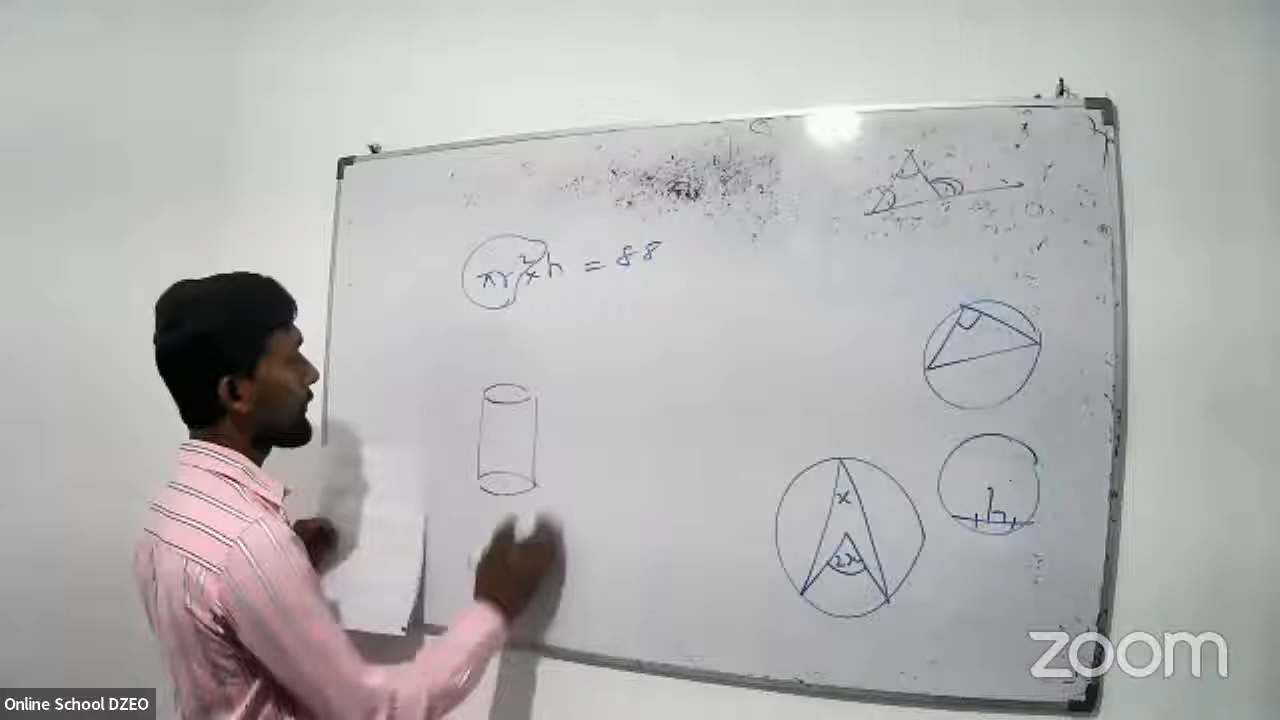 πr²×h = 88
x
2x
zoom
Online School DZEO